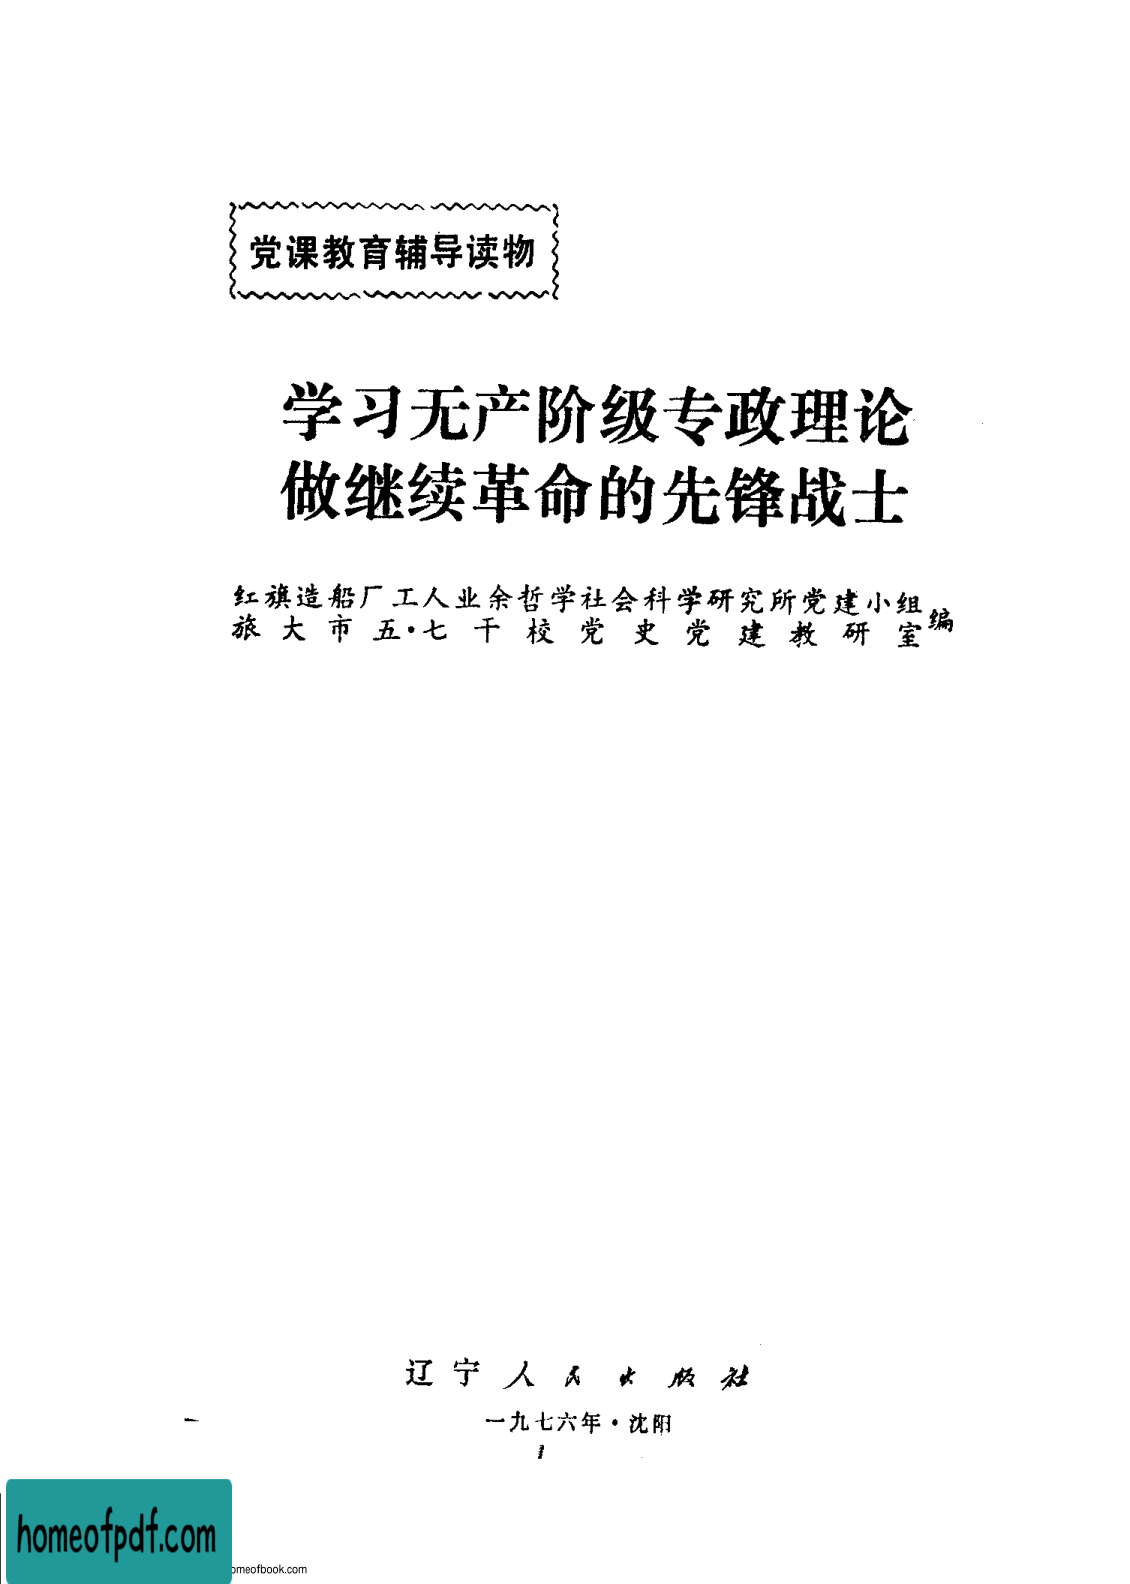 党课教育辅导读物
学习无产阶级专政理论
做继续革命的先锋战士
红旗造船厂工人业余哲学社会科学研究所党建小组
旅大市五·七干校党史党建教研室
编
辽宁人民出版社
一九七六年·沈阳
1
homeofpdf.com
omeofbook.com